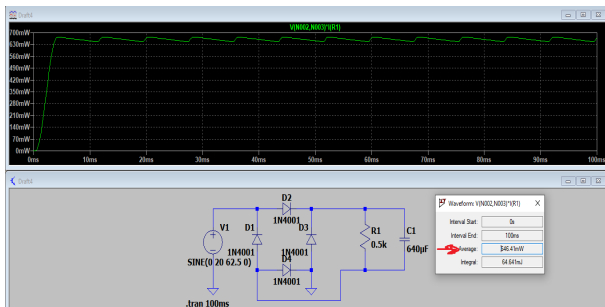 Draft4
V(N002,N003)*I(R1)
700mW
630mW
560mW
490mW
420mW
350mW
280mW
210mW
140mW
70mW
0mW
0ms 10ms 20ms 30ms 40ms 50ms 60ms 70ms 80ms 90ms 100ms
Draft4
D2
1N4001
V1
D1
D3
1N4001
1N4001
D4
1N4001
SINE(0 20 62.5 0)
R1
0.5k
C1
640µF
.tran 100ms
Waveform: V(N002,N003)*I(R1) X
Interval Start: 0s
Interval End: 100ms
Average: 646.41mW
Integral: 64.641mJ